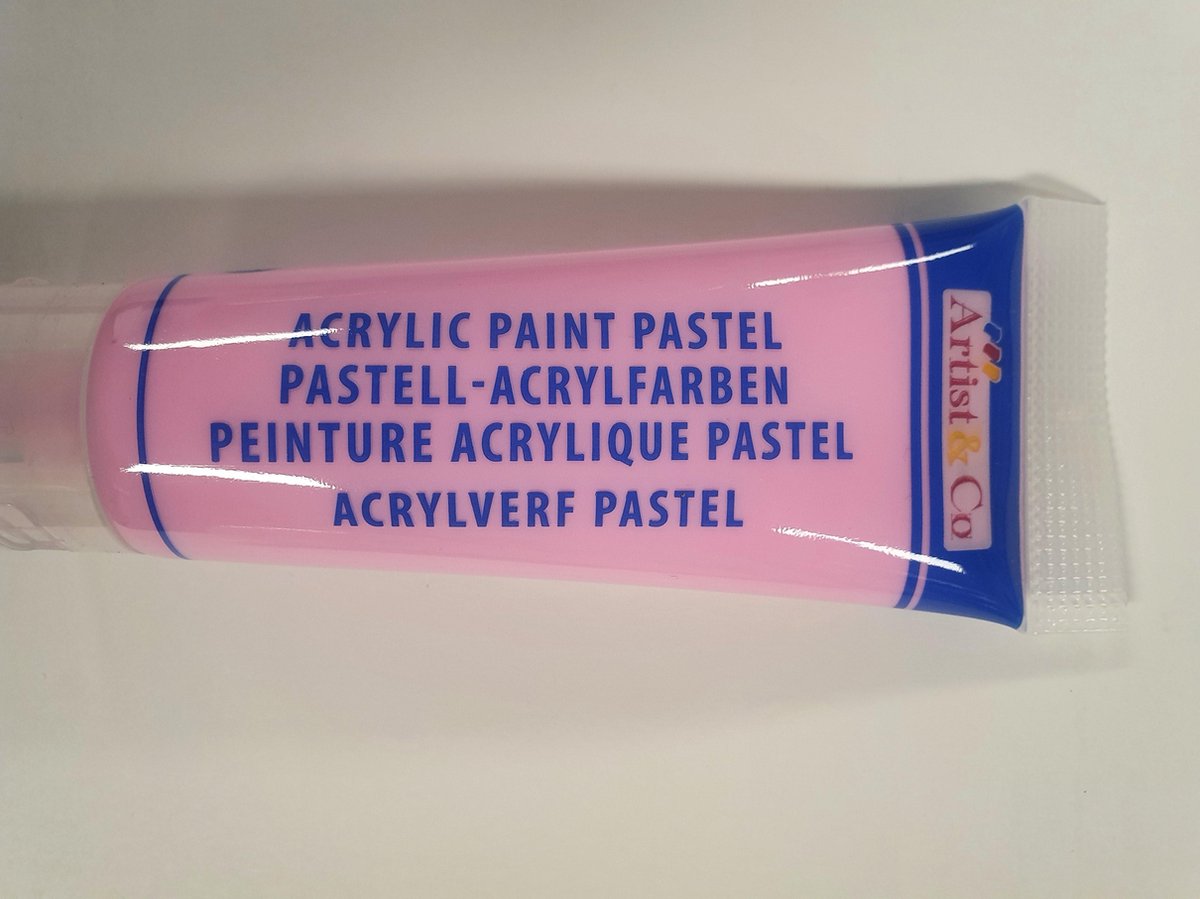 ACRYLIC PAINT PASTEL
PASTELL-ACRYLFARBEN
PEINTURE ACRYLIQUE PASTEL
ACRYLVERF PASTEL
Artist & Co